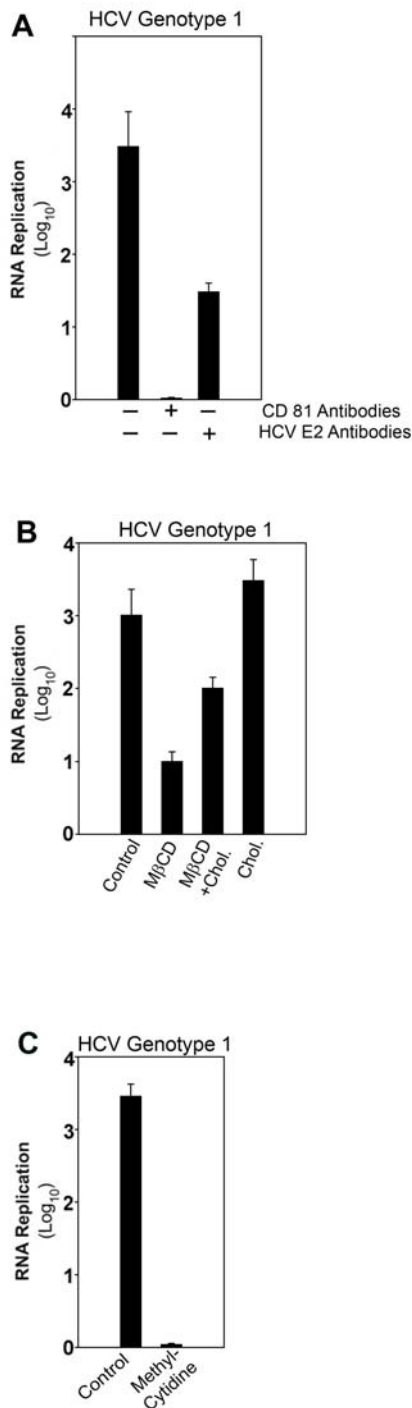 A
HCV Genotype 1
RNA Replication
(Log10)
4
3
2
1
0
− + − CD 81 Antibodies
− − + HCV E2 Antibodies
B
HCV Genotype 1
RNA Replication
(Log10)
4
3
2
1
0
Control
MβCD
MβCD
+Chol.
Chol.
C
HCV Genotype 1
RNA Replication
(Log10)
4
3
2
1
0
Control
Methyl-
Cytidine